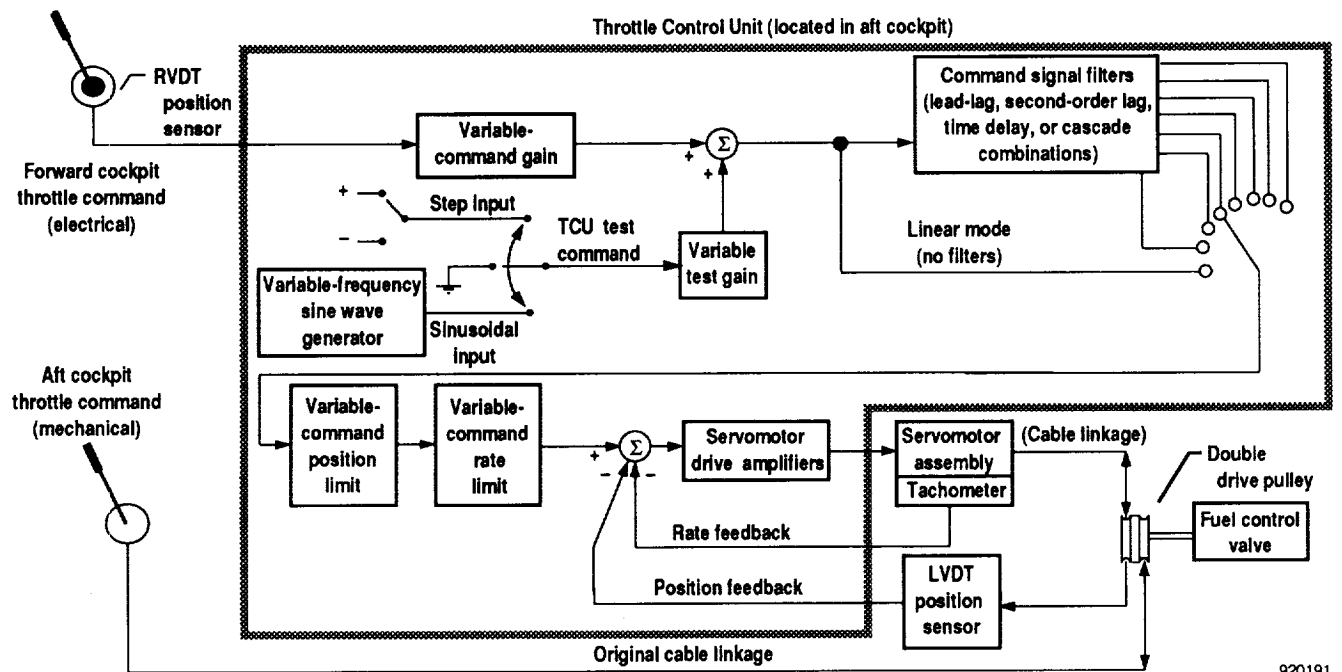 Throttle Control Unit (located in aft cockpit)
RVDT
position
sensor
Forward cockpit
throttle command
(electrical)
Variable-
command gain
Σ
+
+
Command signal filters
(lead-lag, second-order lag,
time delay, or cascade
combinations)
+
−
Step input
TCU test
command
Variable
test gain
Linear mode
(no filters)
Variable-frequency
sine wave
generator
Sinusoidal
input
Aft cockpit
throttle command
(mechanical)
Variable-
command
position
limit
Variable-
command
rate
limit
Σ
+
−
−
Servomotor
drive amplifiers
Servomotor
assembly
Tachometer
(Cable linkage)
Double
drive pulley
Fuel control
valve
Rate feedback
Position feedback
LVDT
position
sensor
Original cable linkage
920191